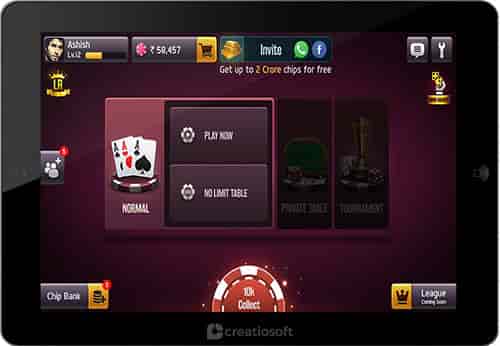 Ashish
Lv.12
₹ 58,457
Invite
Get up to 2 Crore chips for free
LR
PLAY NOW
NO LIMIT TABLE
NORMAL
PRIVATE TABLE
TOURNAMENT
A A A
10k
Collect
Chip Bank
League
Coming Soon
creatiosoft